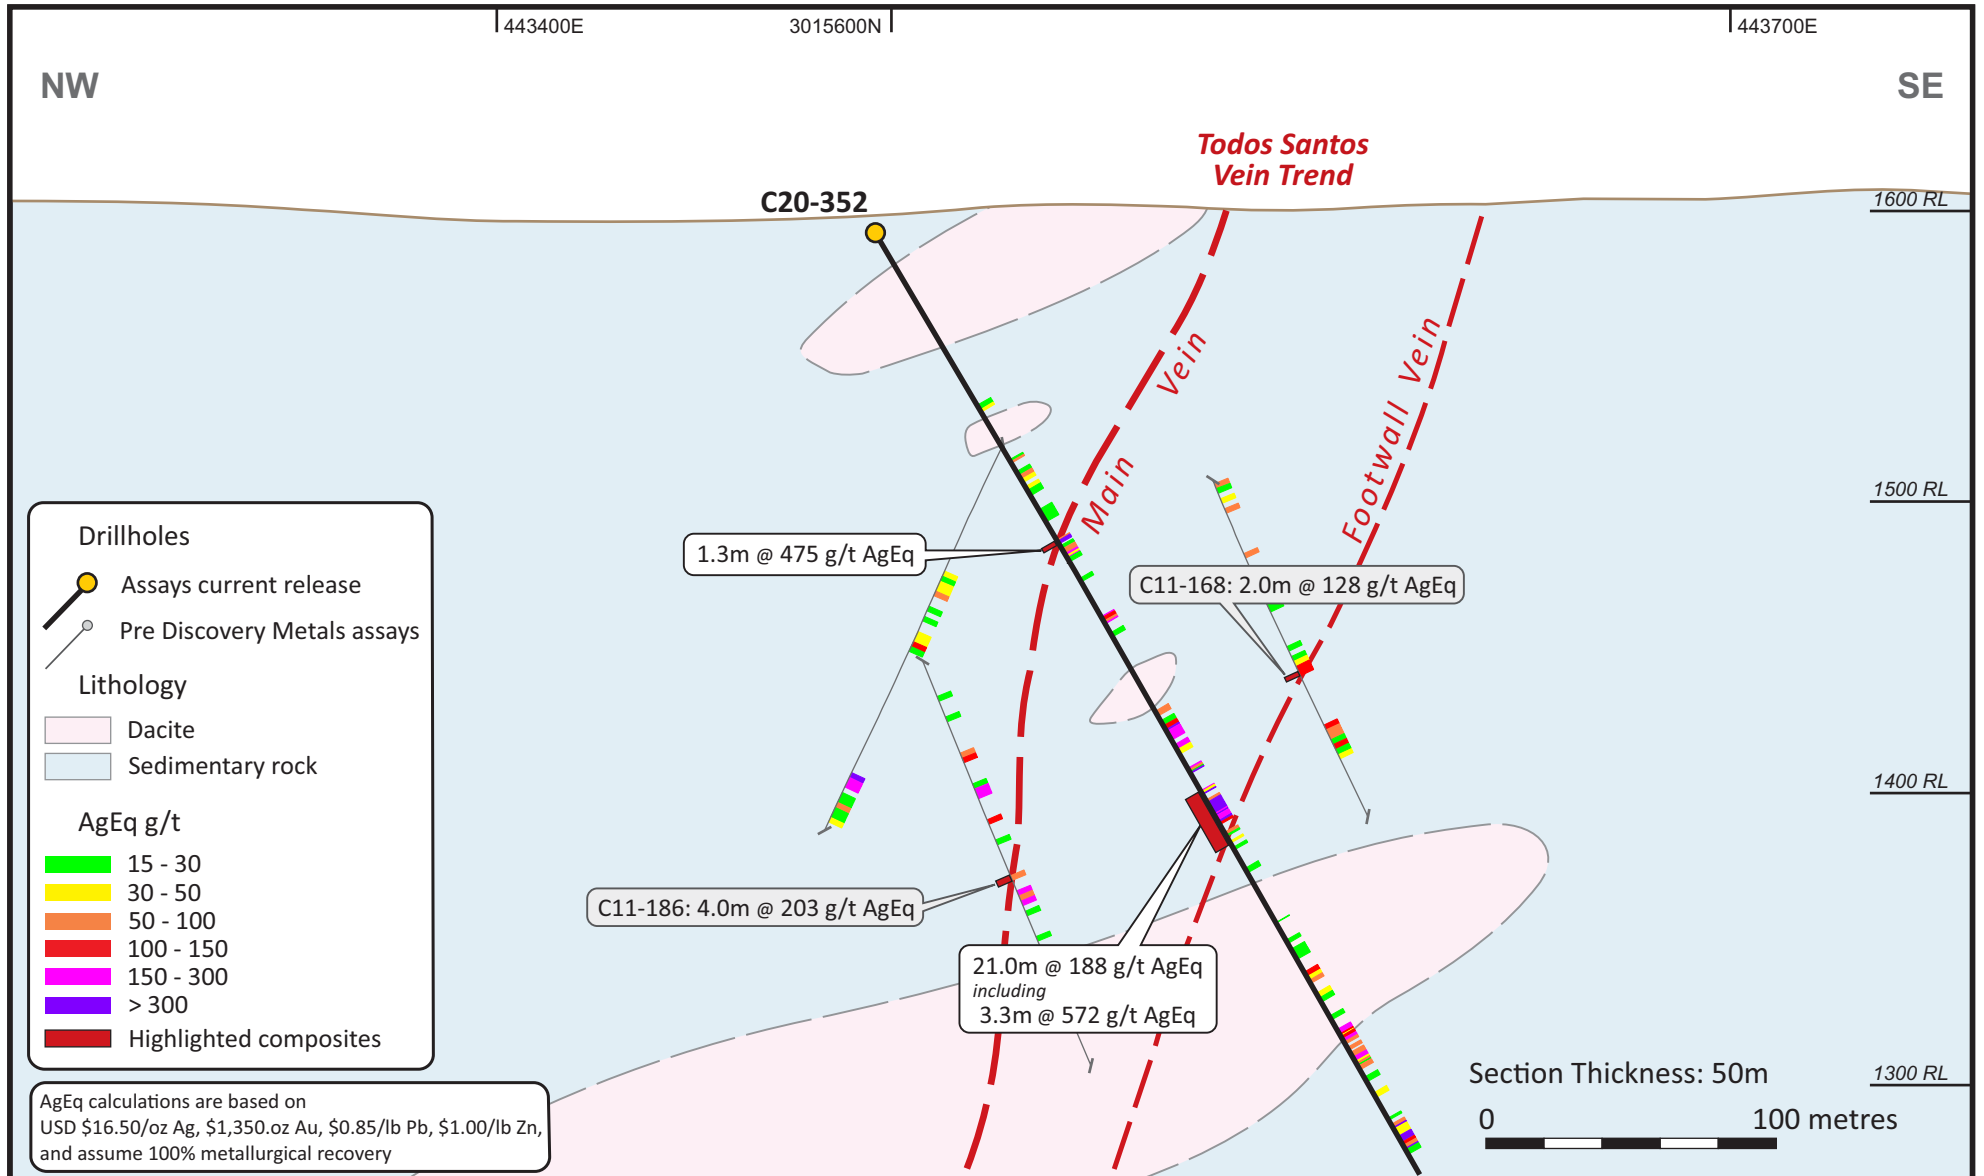 443400E
3015600N
443700E
NW
SE
Todos Santos
Vein Trend
C20-352
1600 RL
Main Vein
Footwall Vein
1500 RL
1.3m @ 475 g/t AgEq
C11-168: 2.0m @ 128 g/t AgEq
1400 RL
C11-186: 4.0m @ 203 g/t AgEq
21.0m @ 188 g/t AgEq
including
3.3m @ 572 g/t AgEq
1300 RL
Drillholes
Assays current release
Pre Discovery Metals assays
Lithology
Dacite
Sedimentary rock
AgEq g/t
15 - 30
30 - 50
50 - 100
100 - 150
150 - 300
> 300
Highlighted composites
AgEq calculations are based on
USD $16.50/oz Ag, $1,350.oz Au, $0.85/lb Pb, $1.00/lb Zn,
and assume 100% metallurgical recovery
Section Thickness: 50m
0 100 metres